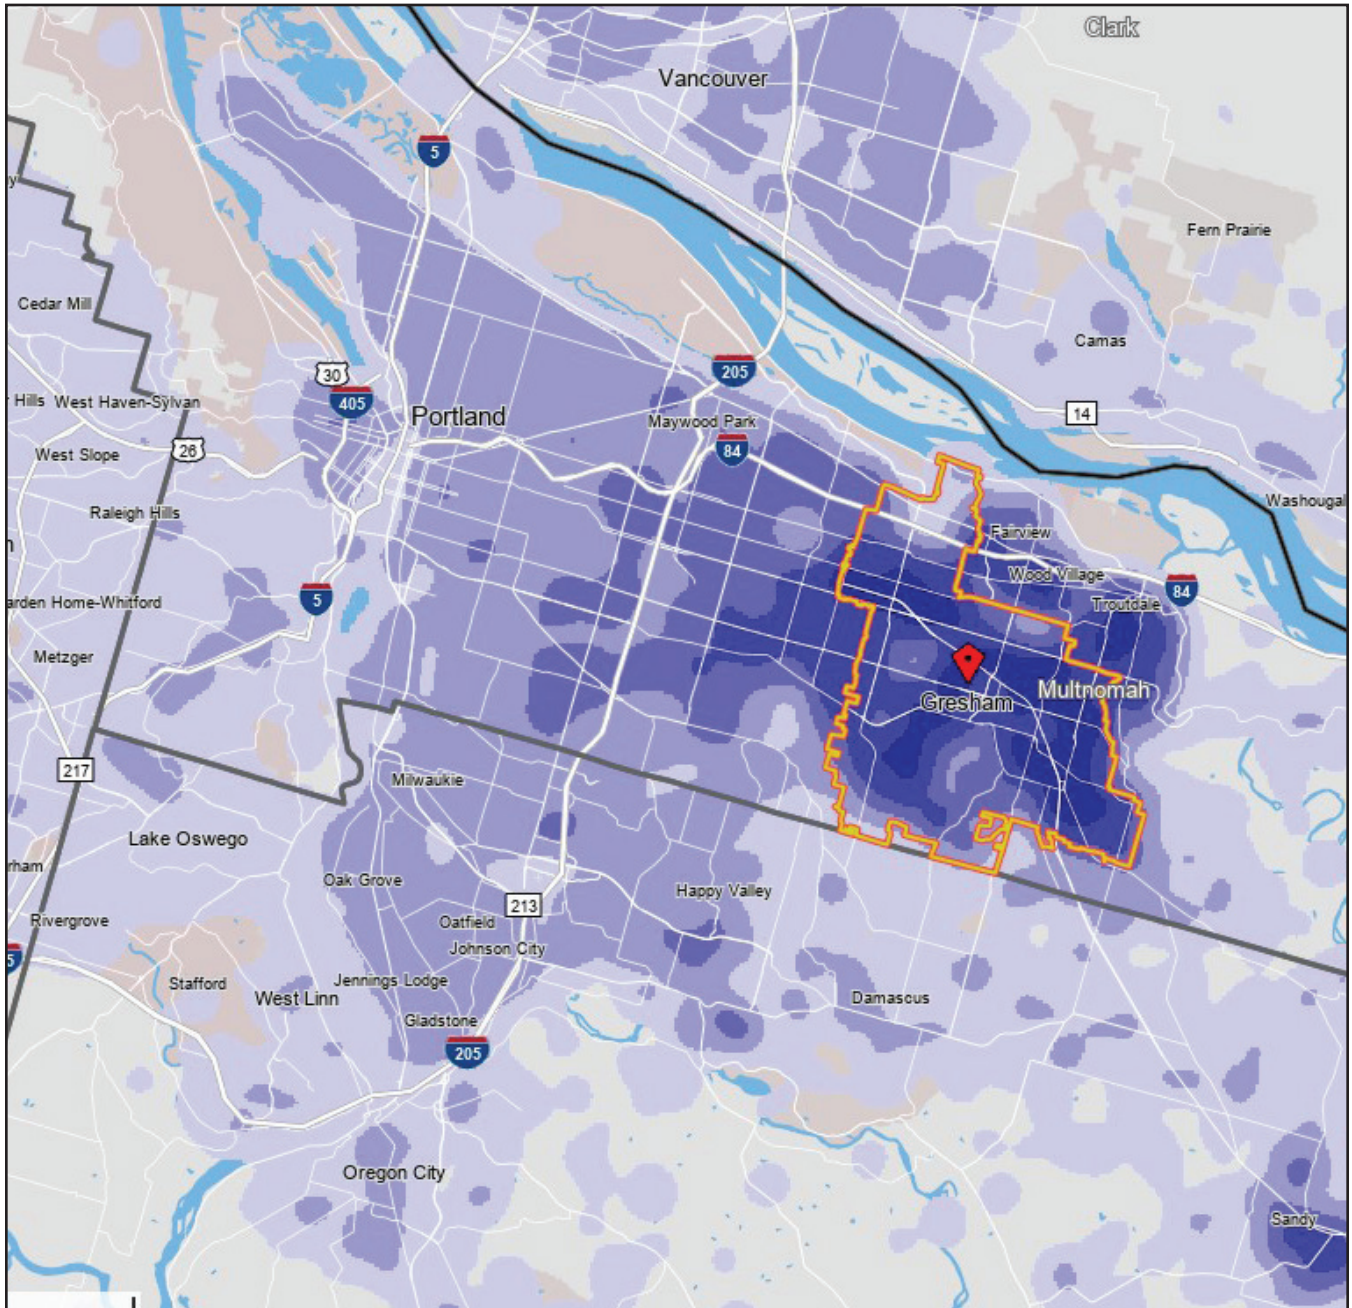 Clark
Vancouver
5
y
Fern Prairie
Cedar Mill
Camas
30
205
Hills
West Haven-Sylvan
405
14
Portland
Maywood Park
26
84
West Slope
Washougal
Raleigh Hills
Fairview
n
Wood Village
84
arden Home-Whitford
5
Troutdale
Metzger
Multnomah
Gresham
217
Milwaukie
Lake Oswego
rham
Oak Grove
Happy Valley
213
Rivergrove
Oatfield
Johnson City
5
Stafford
Jennings Lodge
West Linn
Damascus
Gladstone
205
Oregon City
Sandy